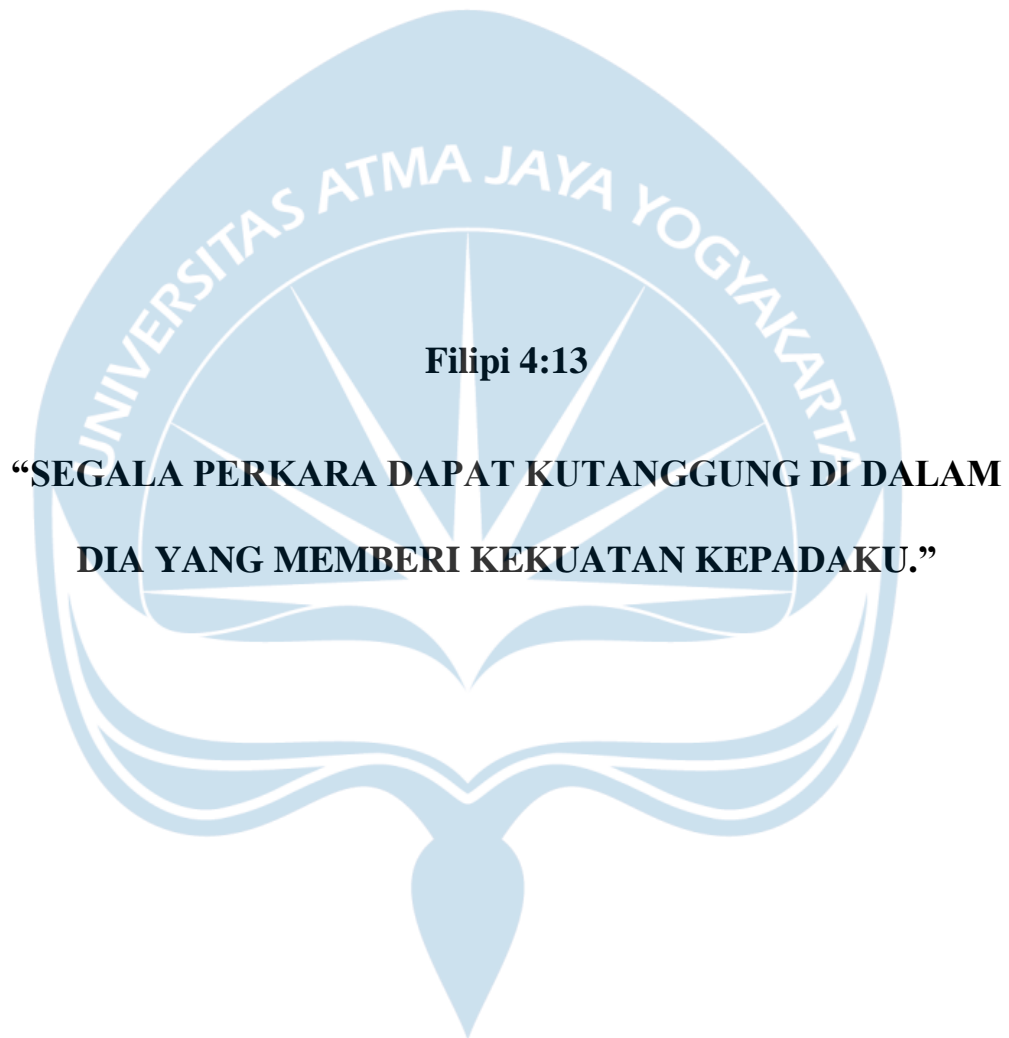 UNIVERSITAS ATMA JAYA YOGYAKARTA
Filipi 4:13
“SEGALA PERKARA DAPAT KUTANGGUNG DI DALAM
DIA YANG MEMBERI KEKUATAN KEPADAKU.”